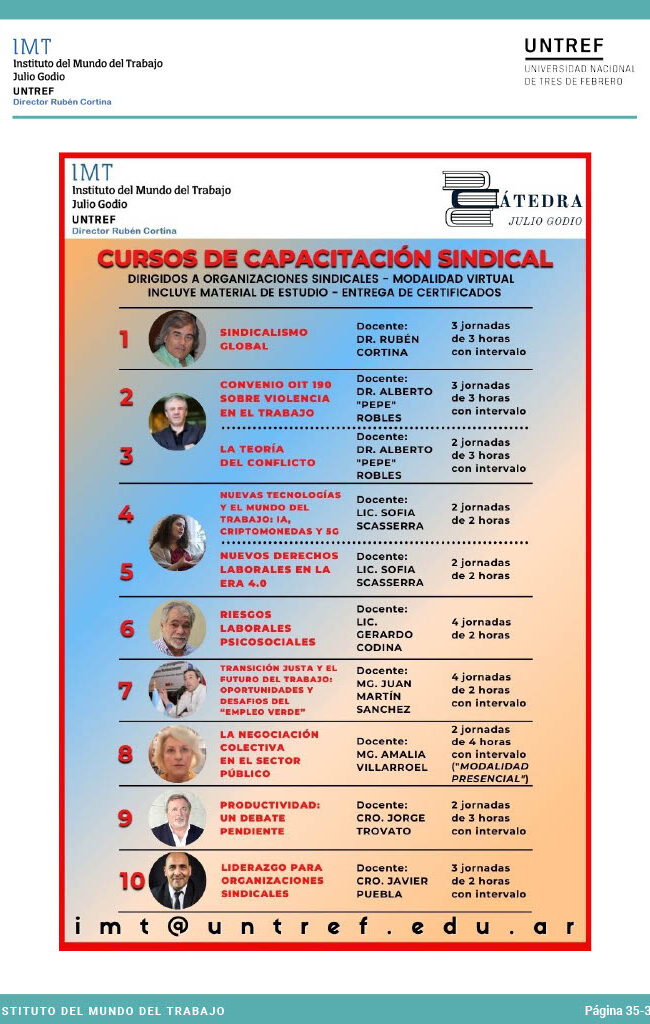 IMT
Instituto del Mundo del Trabajo
Julio Godio
UNTREF
Director Rubén Cortina
UNTREF
UNIVERSIDAD NACIONAL
DE TRES DE FEBRERO
IMT
Instituto del Mundo del Trabajo
Julio Godio
UNTREF
Director Rubén Cortina
CÁTEDRA
JULIO GODIO
CURSOS DE CAPACITACIÓN SINDICAL
DIRIGIDOS A ORGANIZACIONES SINDICALES - MODALIDAD VIRTUAL
INCLUYE MATERIAL DE ESTUDIO - ENTREGA DE CERTIFICADOS
1
SINDICALISMO
GLOBAL
Docente:
DR. RUBÉN
CORTINA
3 jornadas
de 3 horas
con intervalo
2
CONVENIO OIT 190
SOBRE VIOLENCIA
EN EL TRABAJO
Docente:
DR. ALBERTO
"PEPE"
ROBLES
3 jornadas
de 3 horas
con intervalo
3
LA TEORÍA
DEL CONFLICTO
Docente:
DR. ALBERTO
"PEPE"
ROBLES
2 jornadas
de 3 horas
con intervalo
4
NUEVAS TECNOLOGÍAS
Y EL MUNDO DEL
TRABAJO: IA,
CRIPTOMONEDAS Y 5G
Docente:
LIC. SOFIA
SCASSERRA
2 jornadas
de 2 horas
5
NUEVOS DERECHOS
LABORALES EN LA
ERA 4.0
Docente:
LIC. SOFIA
SCASSERRA
2 jornadas
de 2 horas
6
RIESGOS
LABORALES
PSICOSOCIALES
Docente:
LIC.
GERARDO
CODINA
4 jornadas
de 2 horas
7
TRANSICIÓN JUSTA Y EL
FUTURO DEL TRABAJO:
OPORTUNIDADES Y
DESAFIOS DEL
"EMPLEO VERDE"
Docente:
MG. JUAN
MARTÍN
SANCHEZ
4 jornadas
de 2 horas
con intervalo
8
LA NEGOCIACIÓN
COLECTIVA
EN EL SECTOR
PÚBLICO
Docente:
MG. AMALIA
VILLARROEL
2 jornadas
de 4 horas
con intervalo
("MODALIDAD
PRESENCIAL")
9
PRODUCTIVIDAD:
UN DEBATE
PENDIENTE
Docente:
CRO. JORGE
TROVATO
2 jornadas
de 3 horas
con intervalo
10
LIDERAZGO PARA
ORGANIZACIONES
SINDICALES
Docente:
CRO. JAVIER
PUEBLA
3 jornadas
de 2 horas
con intervalo
imt@untref.edu.ar
STITUTO DEL MUNDO DEL TRABAJO
Página 35-3